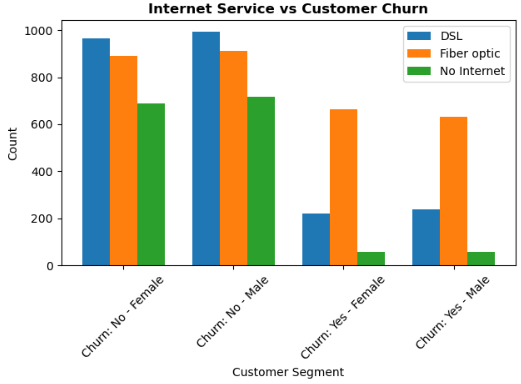 Internet Service vs Customer Churn
DSL
Fiber optic
No Internet
1000
800
600
400
200
0
Count
Churn: No - Female
Churn: No - Male
Churn: Yes - Female
Churn: Yes - Male
Customer Segment